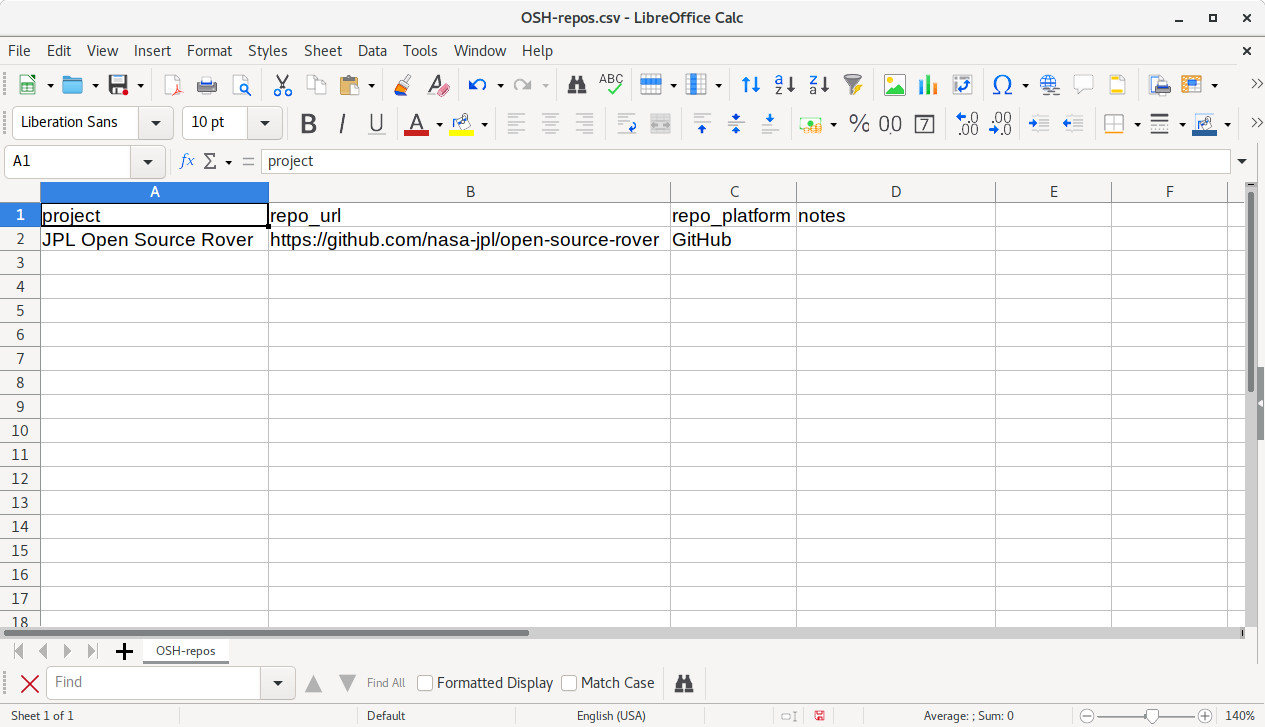 OSH-repos.csv - LibreOffice Calc
File Edit View Insert Format Styles Sheet Data Tools Window Help
Liberation Sans 10 pt
A1 project
A B C D E F
1 project repo_url repo_platform notes
2 JPL Open Source Rover https://github.com/nasa-jpl/open-source-rover GitHub
3
4
5
6
7
8
9
10
11
12
13
14
15
16
17
18
OSH-repos
Find Find All Formatted Display Match Case
Sheet 1 of 1 Default English (USA) Average: ; Sum: 0 140%